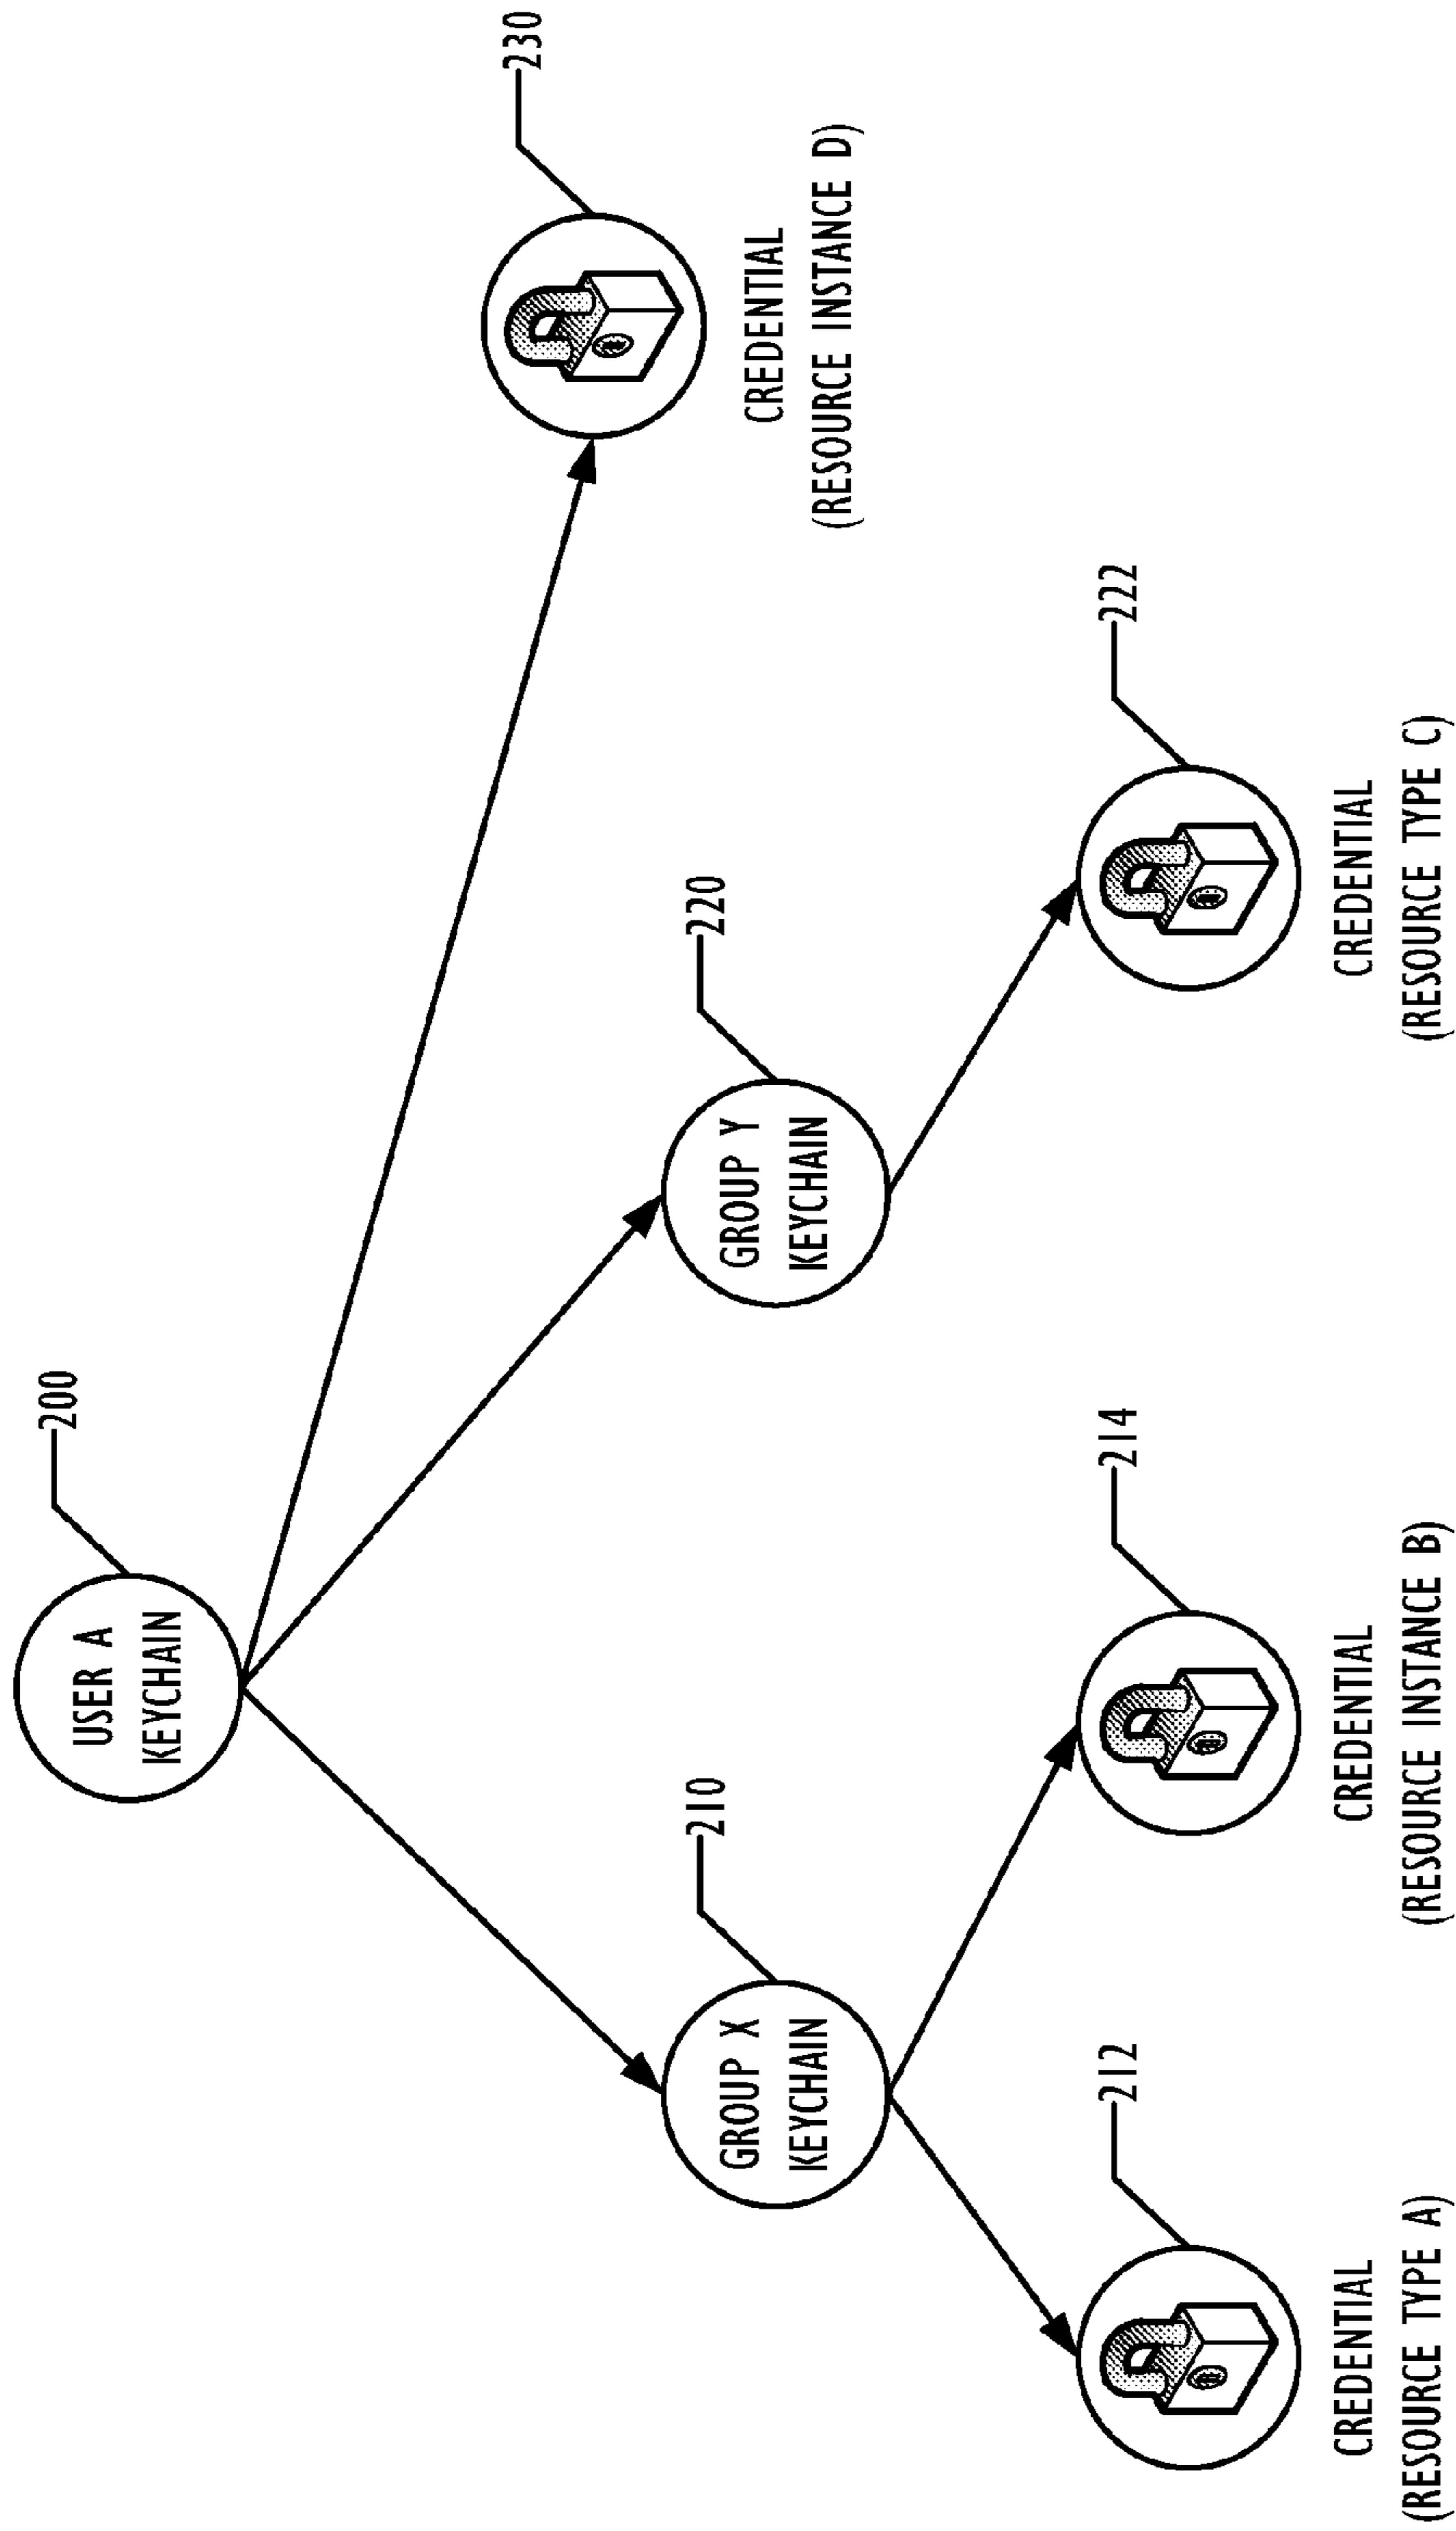 200
USER A
KEYCHAIN
230
CREDENTIAL
(RESOURCE INSTANCE D)
210
GROUP X
KEYCHAIN
220
GROUP Y
KEYCHAIN
212
CREDENTIAL
(RESOURCE TYPE A)
214
CREDENTIAL
(RESOURCE INSTANCE B)
222
CREDENTIAL
(RESOURCE TYPE C)